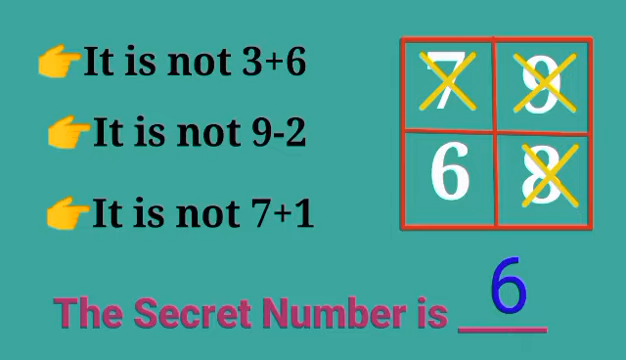 👉It is not 3+6
👉It is not 9-2
👉It is not 7+1
7 9
6 8
The Secret Number is 6